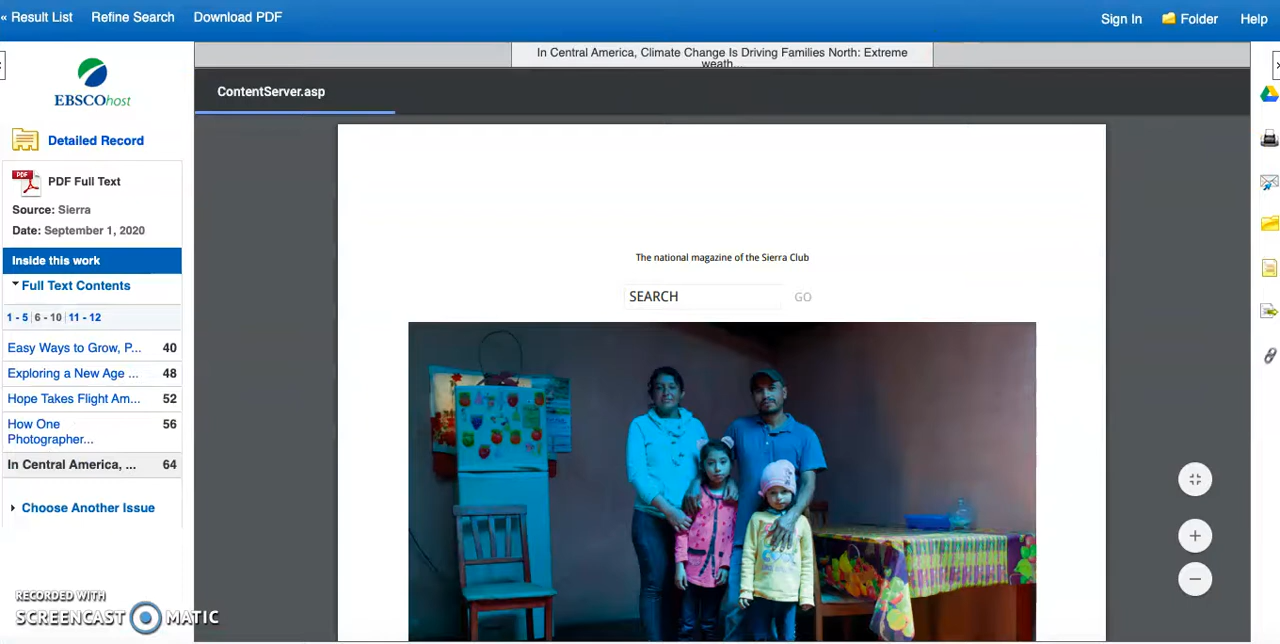 « Result List Refine Search Download PDF
Sign In Folder Help
In Central America, Climate Change Is Driving Families North: Extreme
weath...
EBSCOhost
ContentServer.asp
Detailed Record
PDF
PDF Full Text
Source: Sierra
Date: September 1, 2020
Inside this work
Full Text Contents
1 - 5 | 6 - 10 | 11 - 12
Easy Ways to Grow, P... 40
Exploring a New Age ... 48
Hope Takes Flight Am... 52
How One
Photographer... 56
In Central America, ... 64
Choose Another Issue
The national magazine of the Sierra Club
SEARCH GO
RECORDED WITH
SCREENCAST MATIC